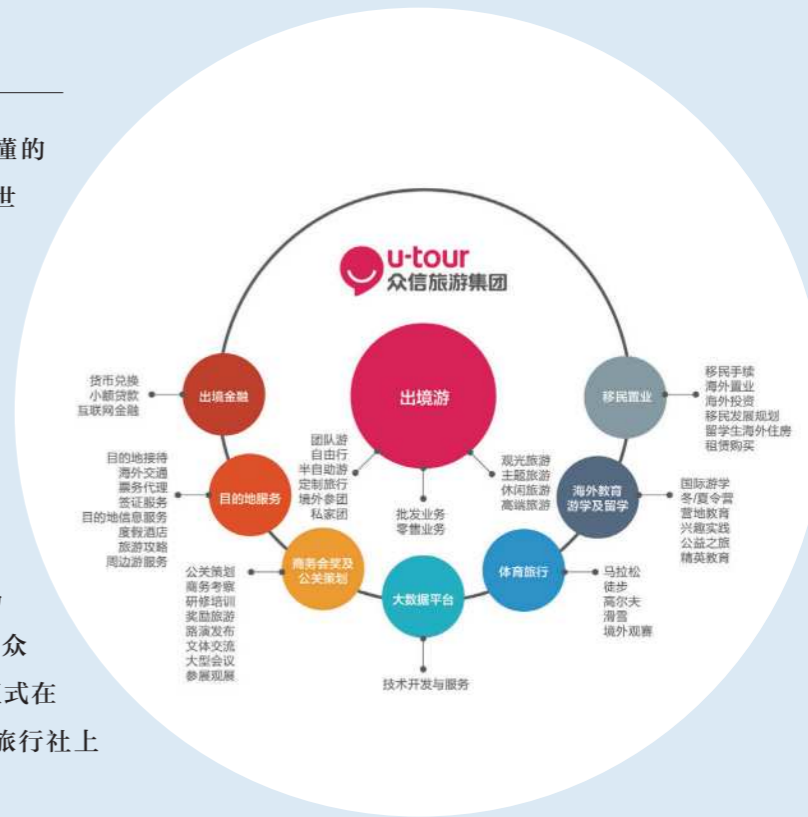 懂的
世
众
式在
旅行社上
u-tour
众信旅游集团
出境游
团队游
自由行
半自助游
定制旅行
境外参团
私家团
批发业务
零售业务
观光旅游
主题旅游
休闲旅游
高端旅游
出境金融
货币兑换
小额贷款
互联网金融
目的地服务
目的地接待
海外交通
票务代理
签证服务
目的地信息服务
度假酒店
旅游攻略
周边游服务
商务会奖及
公关策划
公关策划
商务考察
研修培训
奖励旅游
路演发布
文体交流
大型会议
参展观展
大数据平台
技术开发与服务
体育旅行
马拉松
徒步
高尔夫
滑雪
境外观赛
海外教育
游学及留学
国际游学
冬/夏令营
营地教育
兴趣实践
公益之旅
精英教育
移民置业
移民手续
海外置业
海外投资
移民发展规划
留学生海外住房
租赁购买